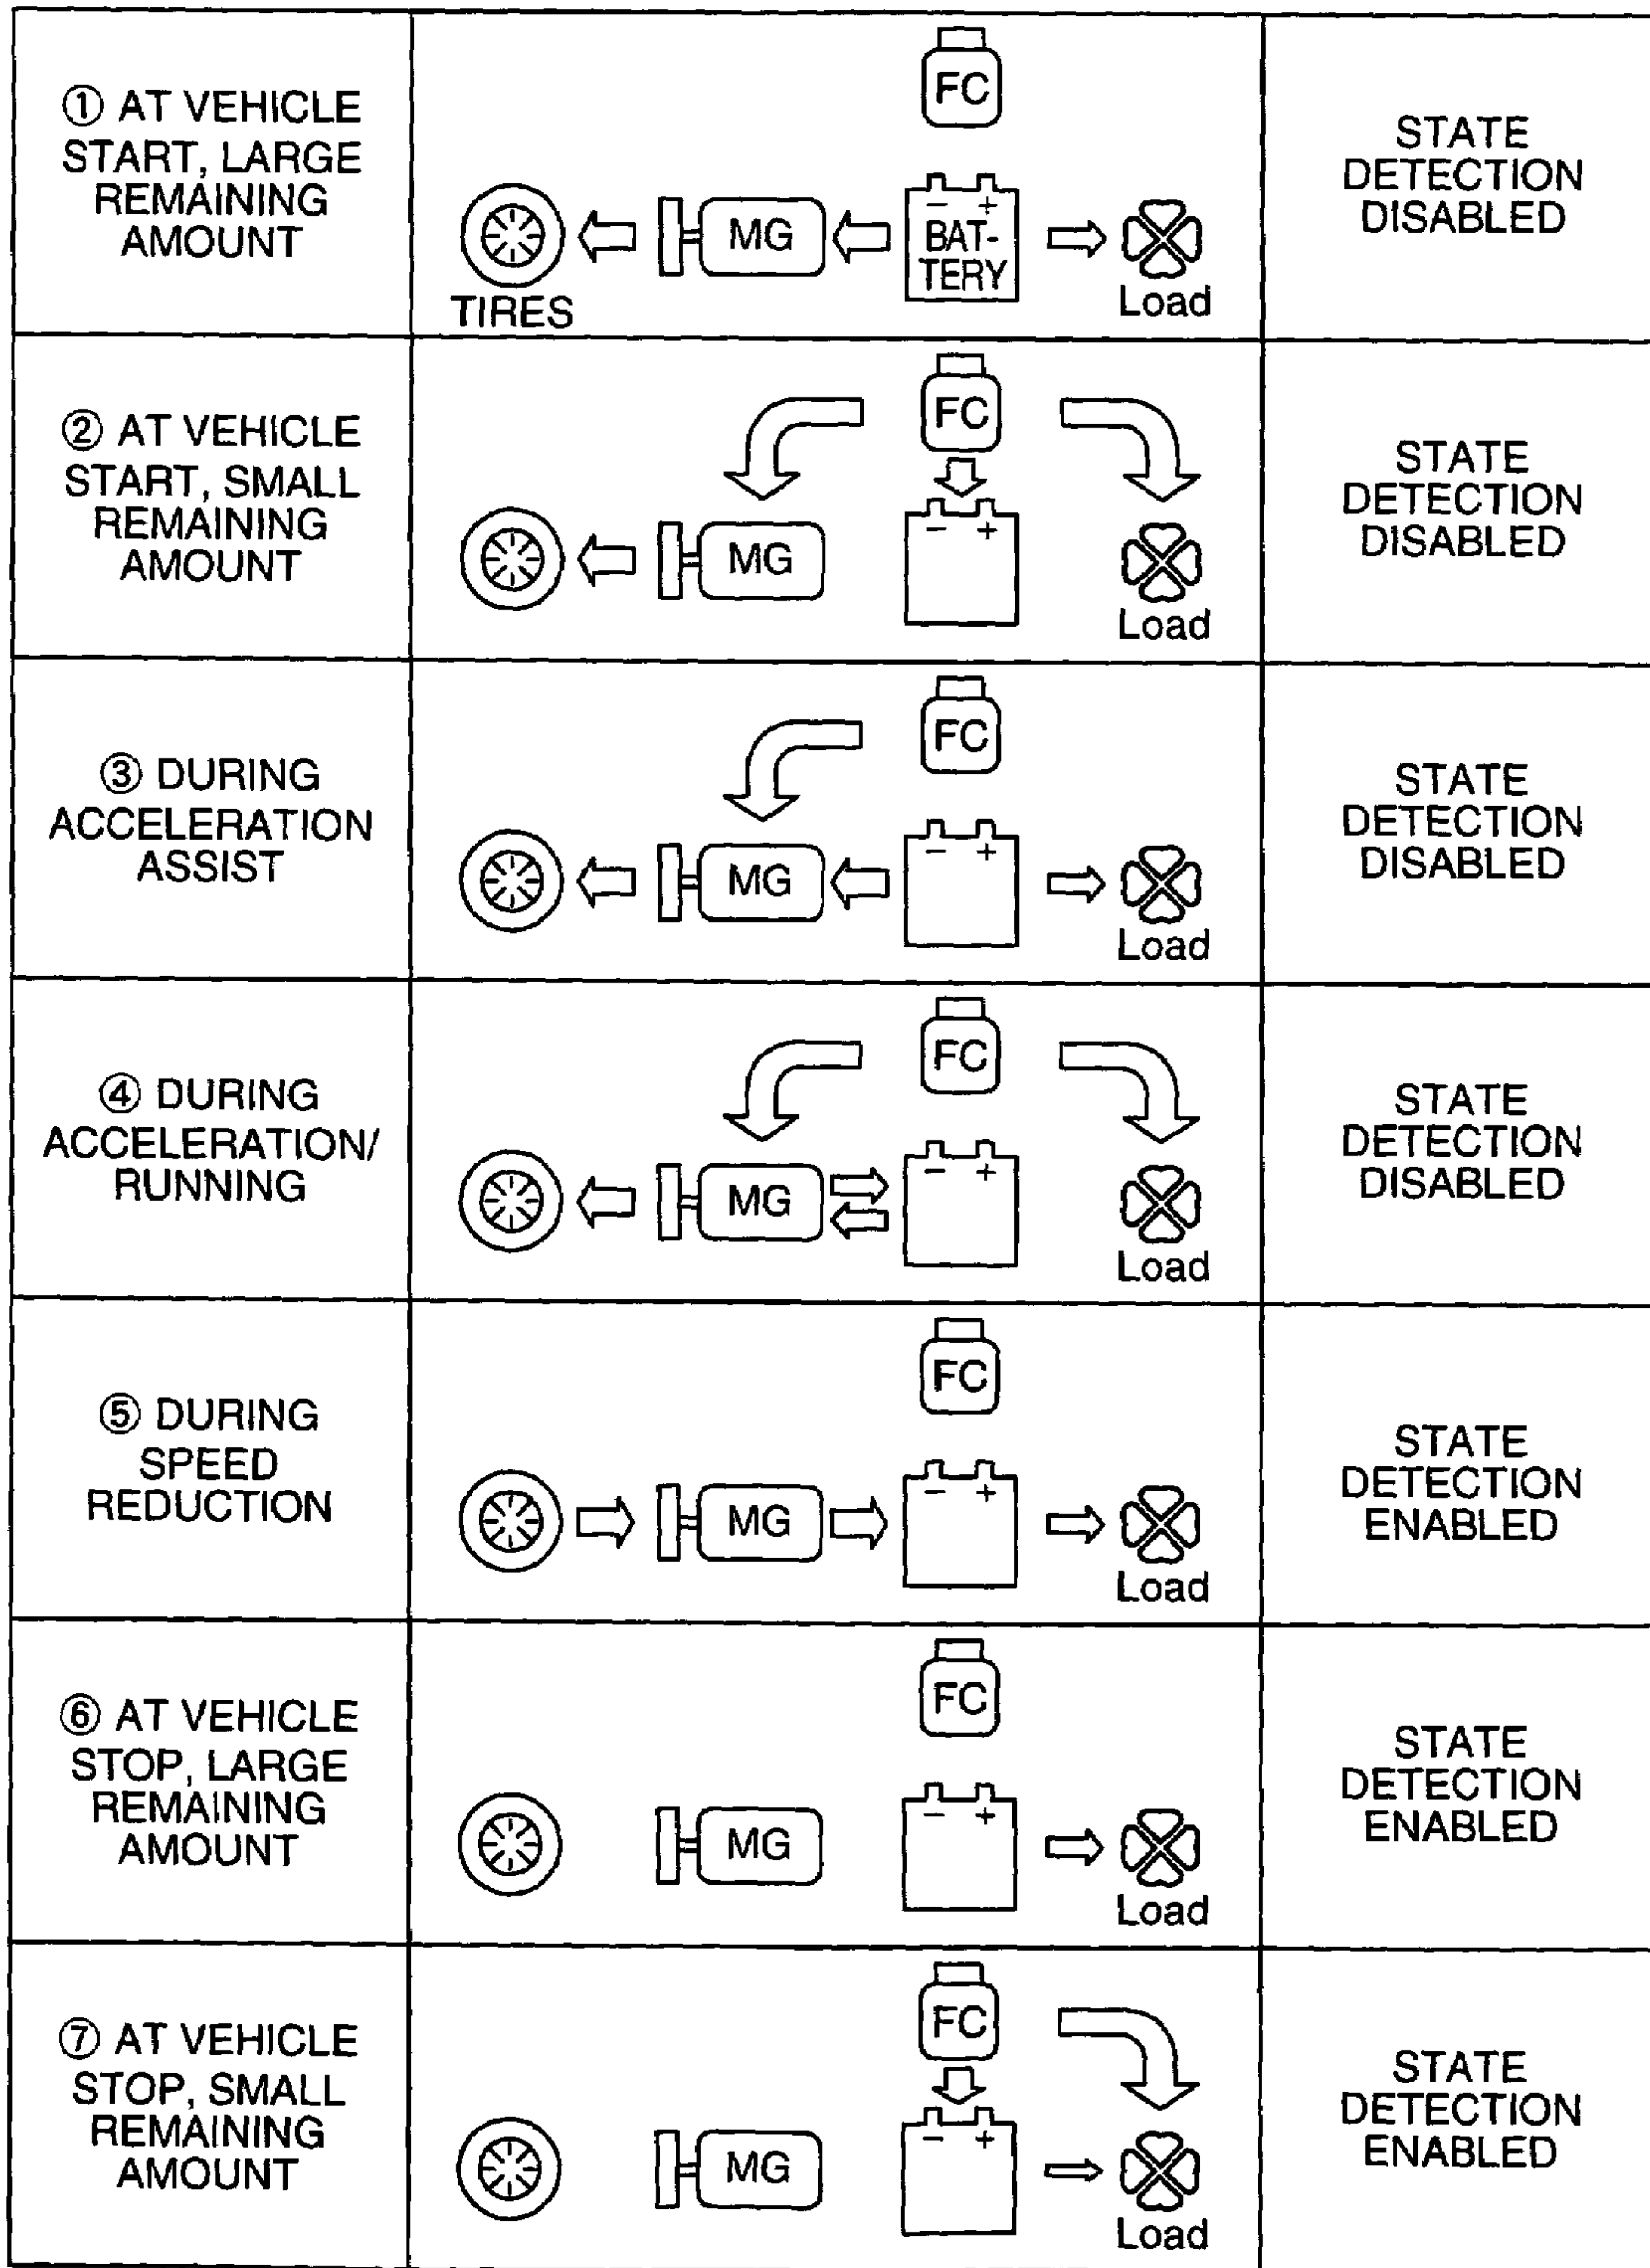 ① AT VEHICLE
START, LARGE
REMAINING
AMOUNT
FC
TIRES
MG
- +
BAT-
TERY
Load
STATE
DETECTION
DISABLED
② AT VEHICLE
START, SMALL
REMAINING
AMOUNT
FC
MG
- +
Load
STATE
DETECTION
DISABLED
③ DURING
ACCELERATION
ASSIST
FC
MG
- +
Load
STATE
DETECTION
DISABLED
④ DURING
ACCELERATION/
RUNNING
FC
MG
- +
Load
STATE
DETECTION
DISABLED
⑤ DURING
SPEED
REDUCTION
FC
MG
- +
Load
STATE
DETECTION
ENABLED
⑥ AT VEHICLE
STOP, LARGE
REMAINING
AMOUNT
FC
MG
- +
Load
STATE
DETECTION
ENABLED
⑦ AT VEHICLE
STOP, SMALL
REMAINING
AMOUNT
FC
MG
- +
Load
STATE
DETECTION
ENABLED